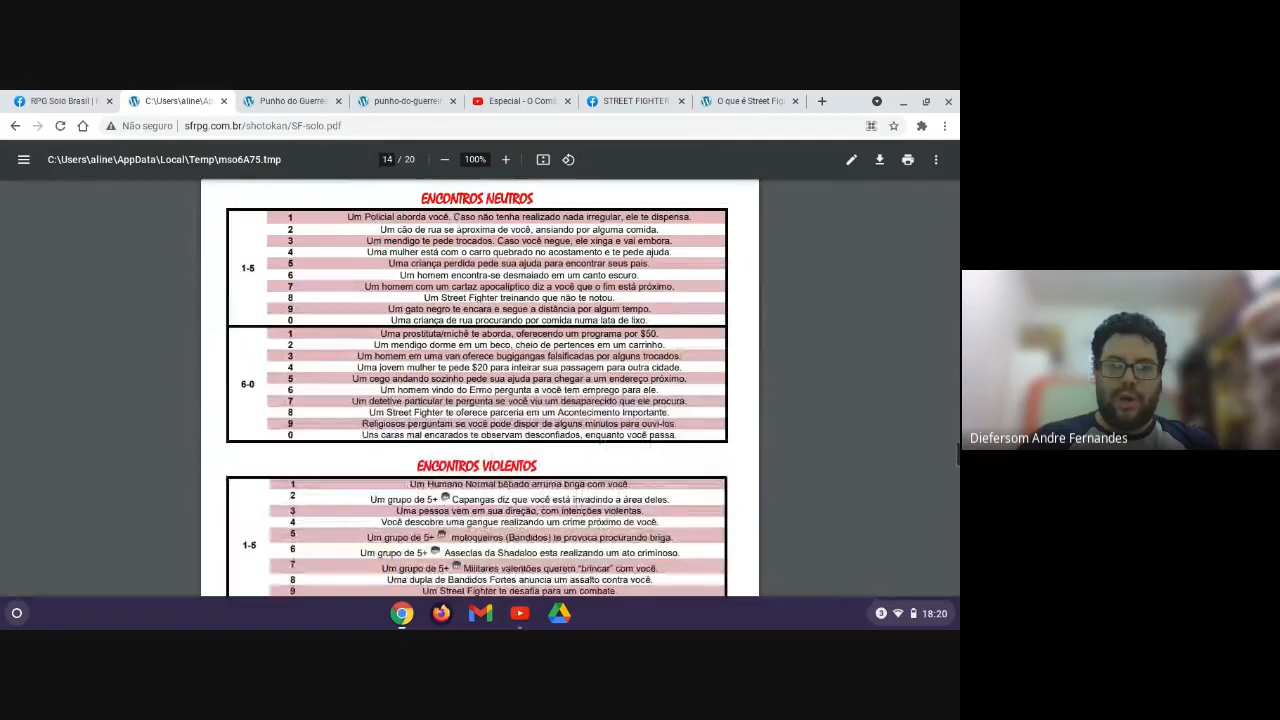 RPG Solo Brasil |
C:\Users\aline\Ap
Punho do Guerrei
punho-do-guerreir
Especial - O Comb
STREET FIGHTER
O que é Street Fig
Não seguro | sfrpg.com.br/shotokan/SF-solo.pdf
C:\Users\aline\AppData\Local\Temp\mso6A75.tmp 14 / 20 100%
ENCONTROS NEUTROS
1-5
1 Um Policial aborda você. Caso não tenha realizado nada irregular, ele te dispensa.
2 Um cão de rua se aproxima de você, ansiando por alguma comida.
3 Um mendigo te pede trocados. Caso você negue, ele xinga e vai embora.
4 Uma mulher está com o carro quebrado no acostamento e te pede ajuda.
5 Uma criança perdida pede sua ajuda para encontrar seus pais.
6 Um homem encontra-se desmaiado em um canto escuro.
7 Um homem com um cartaz apocalíptico diz a você que o fim está próximo.
8 Um Street Fighter treinando que não te notou.
9 Um gato negro te encara e segue a distância por algum tempo.
0 Uma criança de rua procurando por comida numa lata de lixo.
6-0
1 Uma prostituta/michê te aborda, oferecendo um programa por $50.
2 Um mendigo dorme em um beco, cheio de pertences em um carrinho.
3 Um homem em uma van oferece bugigangas falsificadas por alguns trocados.
4 Uma jovem mulher te pede $20 para inteirar sua passagem para outra cidade.
5 Um cego andando sozinho pede sua ajuda para chegar a um endereço próximo.
6 Um homem vindo do Ermo pergunta a você tem emprego para ele.
7 Um detetive particular te pergunta se você viu um desaparecido que ele procura.
8 Um Street Fighter te oferece parceria em um Acontecimento Importante.
9 Religiosos perguntam se você pode dispor de alguns minutos para ouvi-los.
0 Uns caras mal encarados te observam desconfiados, enquanto você passa.
ENCONTROS VIOLENTOS
1-5
1 Um Humano Normal bêbado arruma briga com você.
2 Um grupo de 5+ Capangas diz que você está invadindo a área deles.
3 Uma pessoa vem em sua direção, com intenções violentas.
4 Você descobre uma gangue realizando um crime próximo de você.
5 Um grupo de 5+ motoqueiros (Bandidos) te provoca procurando briga.
6 Um grupo de 5+ Asseclas da Shadaloo esta realizando um ato criminoso.
7 Um grupo de 5+ Militares valentões querem "brincar" com você.
8 Uma dupla de Bandidos Fortes anuncia um assalto contra você.
9 Um Street Fighter te desafia para um combate.
3 18:20
Diefersom Andre Fernandes